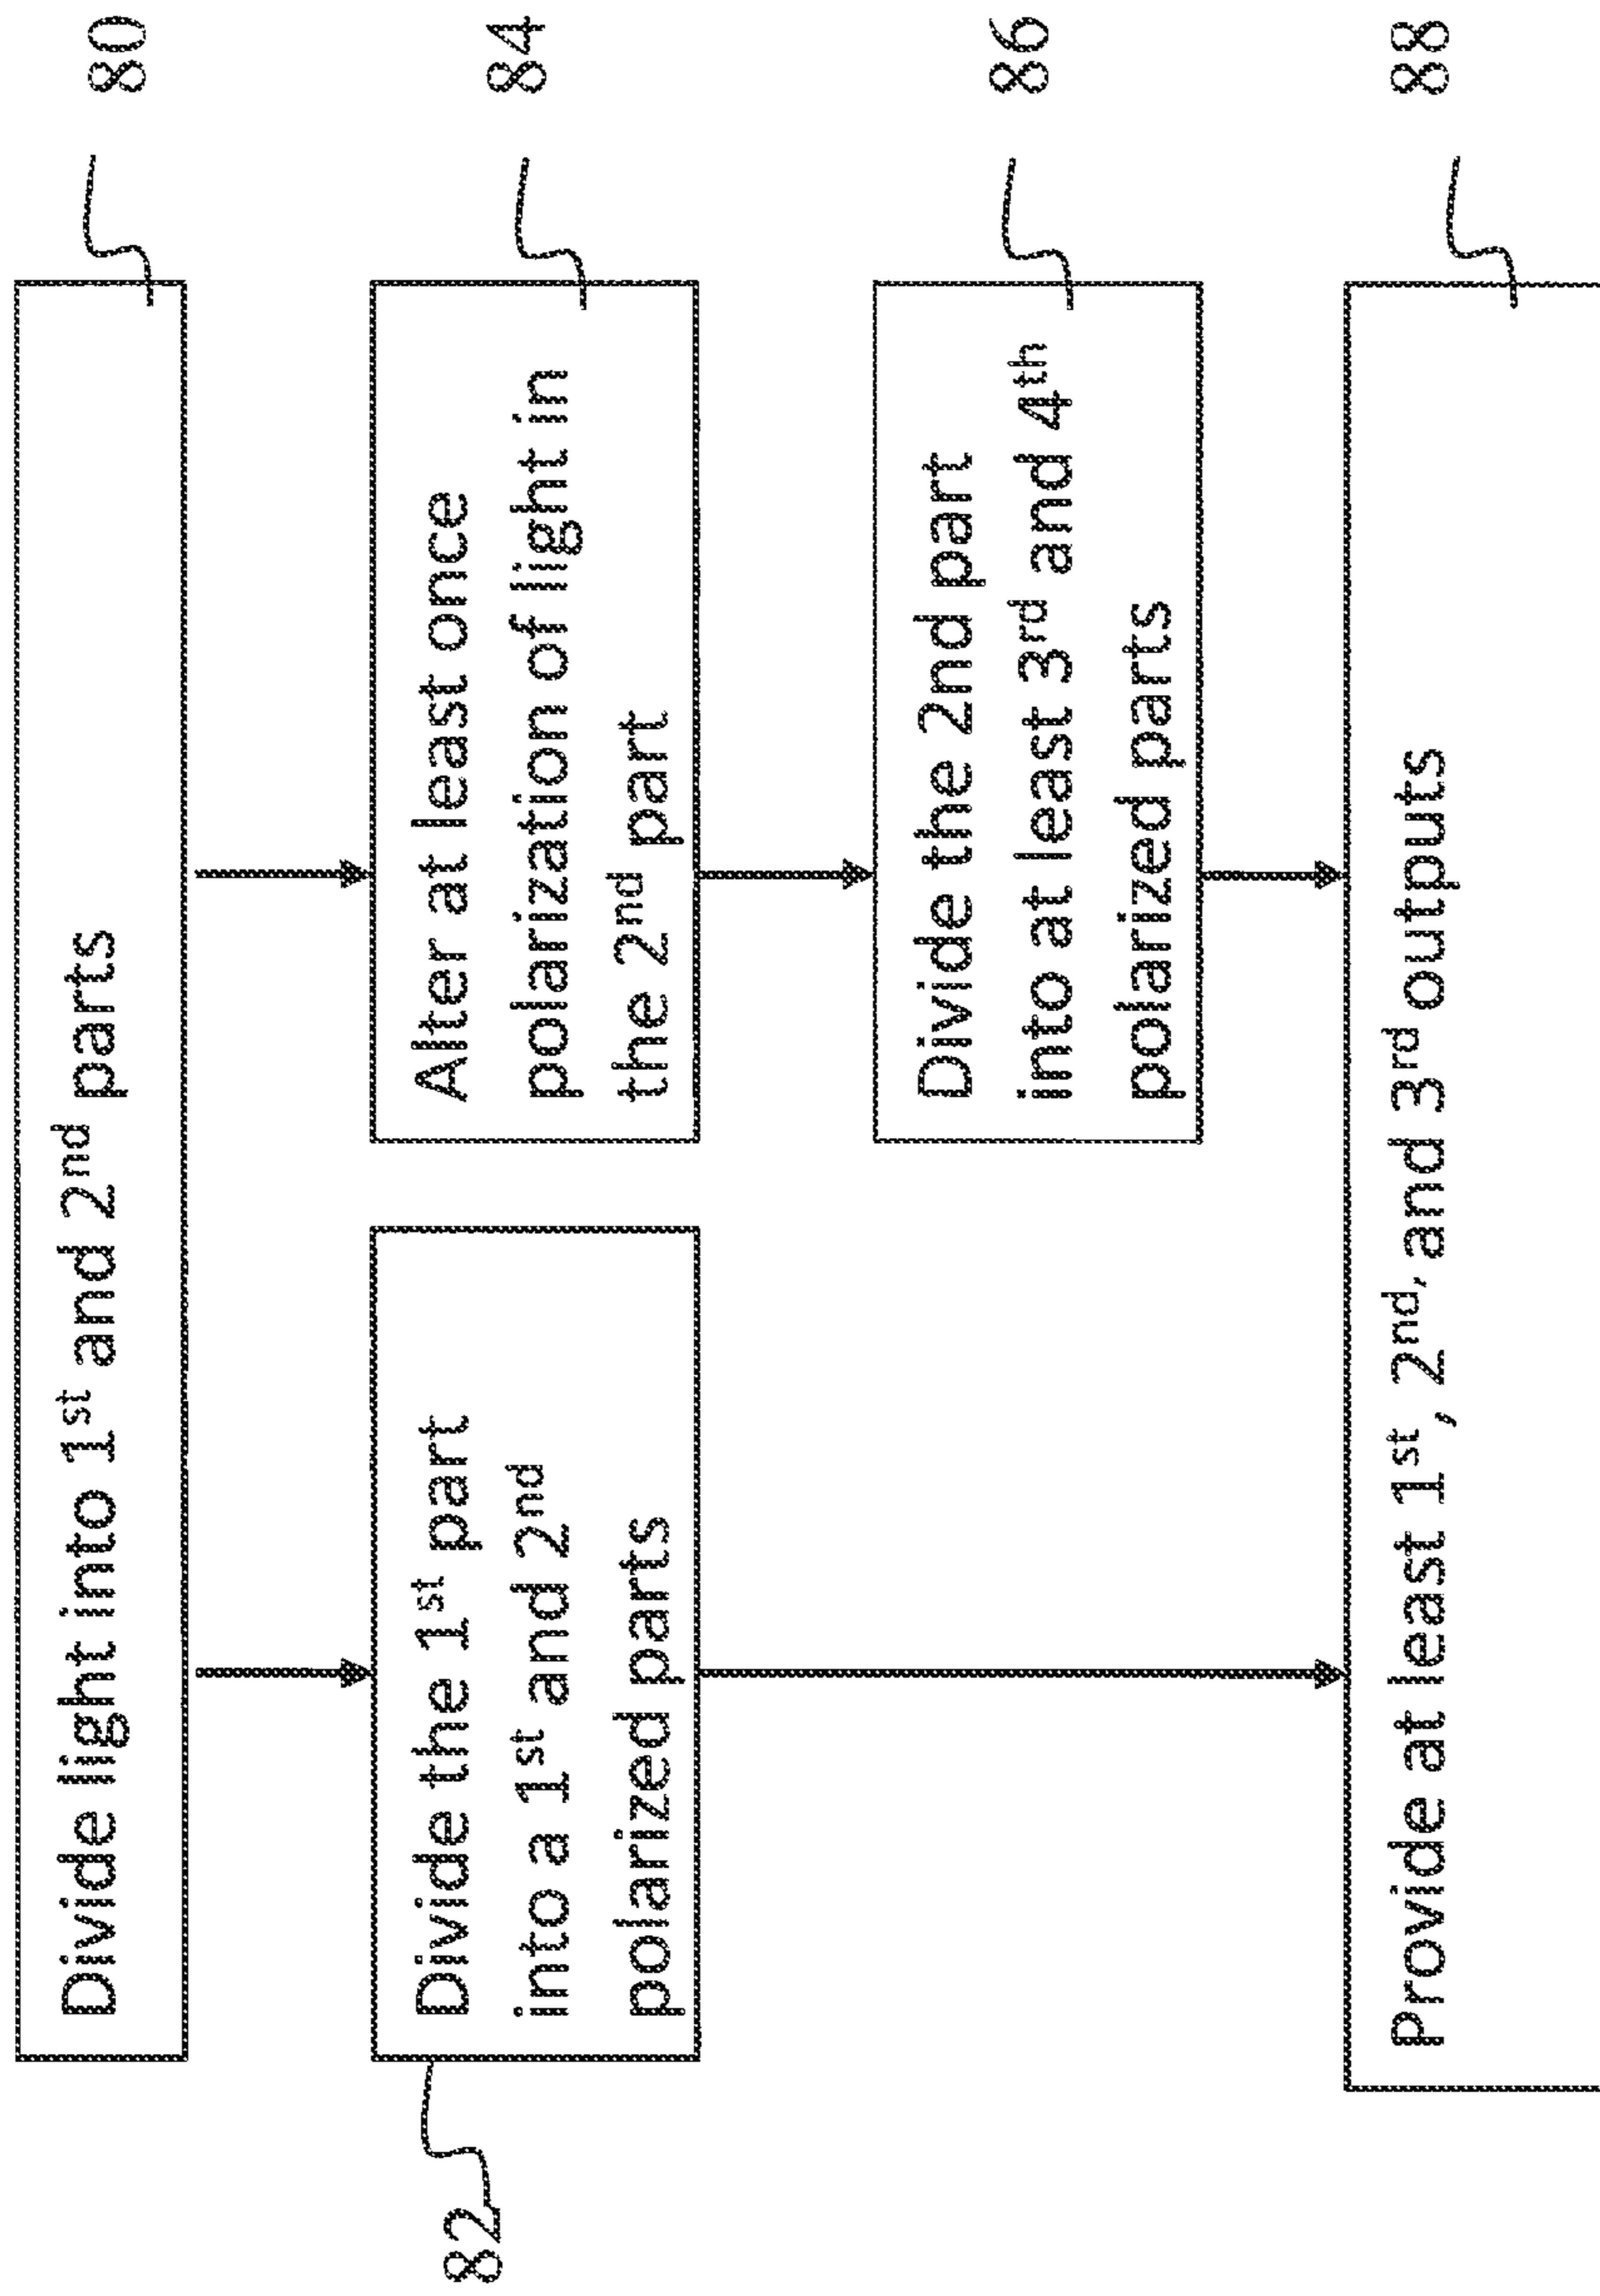 Divide light into 1st and 2nd parts
80
82
Divide the 1st part
into a 1st and 2nd
polarized parts
Alter at least once
polarization of light in
the 2nd part
84
Divide the 2nd part
into at least 3rd and 4th
polarized parts
86
Provide at least 1st, 2nd, and 3rd outputs
88